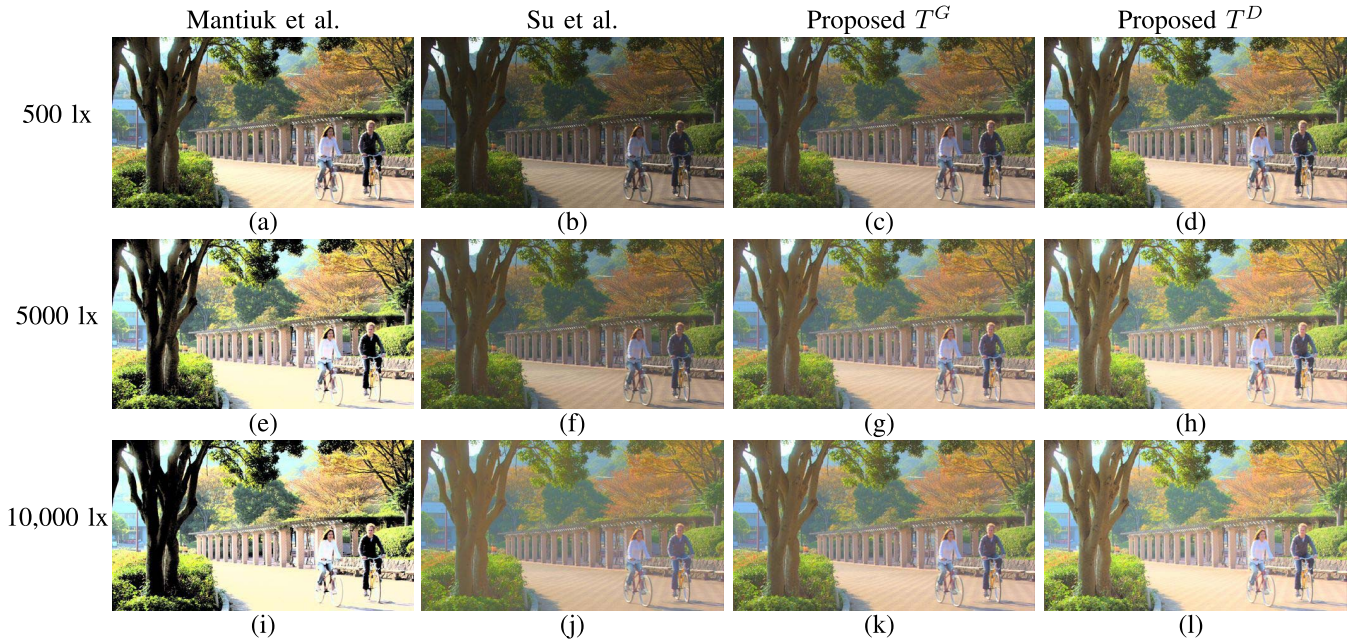 Mantiuk et al. Su et al. Proposed T^G Proposed T^D
500 lx
(a) (b) (c) (d)
5000 lx
(e) (f) (g) (h)
10,000 lx
(i) (j) (k) (l)